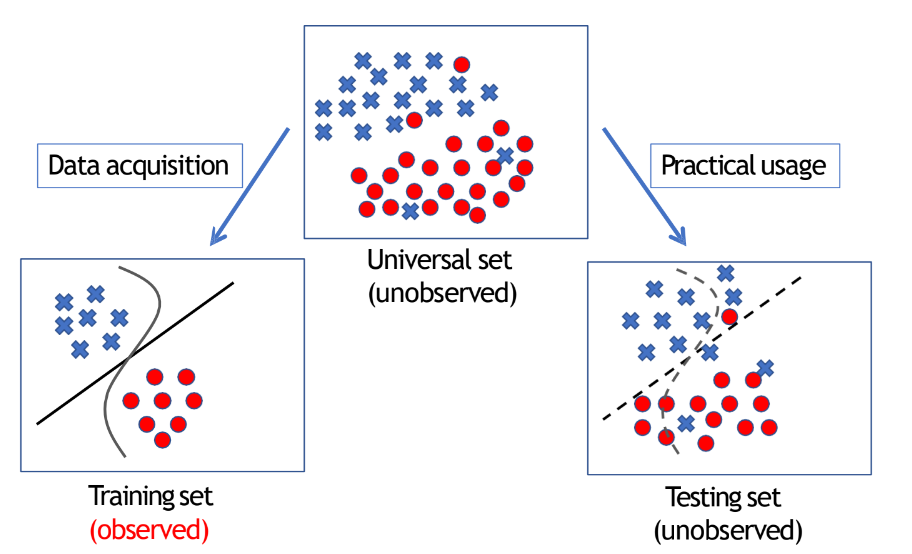 Data acquisition
Practical usage
Universal set
(unobserved)
Training set
(observed)
Testing set
(unobserved)